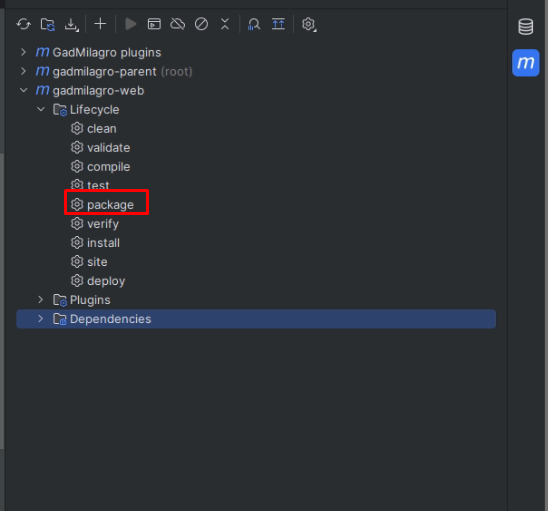 GadMilagro plugins
gadmilagro-parent (root)
gadmilagro-web
Lifecycle
clean
validate
compile
test
package
verify
install
site
deploy
Plugins
Dependencies